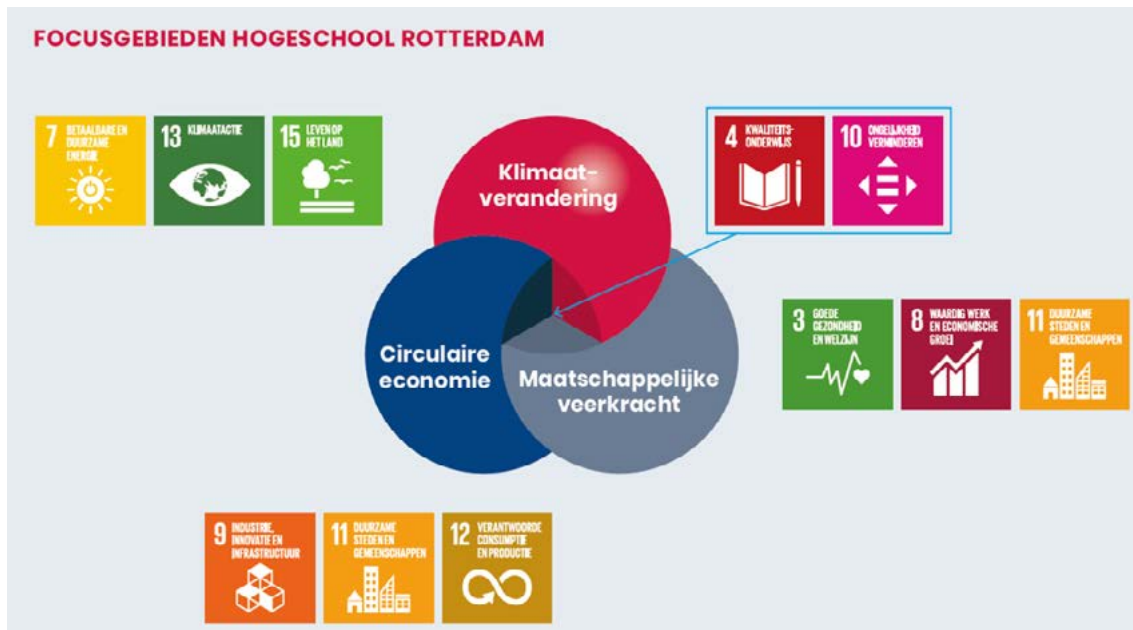 FOCUSGEBIEDEN HOGESCHOOL ROTTERDAM
7 BETAALBARE EN
DUURZAME
ENERGIE
13 KLIMAATACTIE
15 LEVEN OP
HET LAND
Klimaat-
verandering
4 KWALITEITS-
ONDERWIJS
10 ONGELIJKHEID
VERMINDEREN
3 GOEDE
GEZONDHEID
EN WELZIJN
8 WAARDIG WERK
EN ECONOMISCHE
GROEI
11 DUURZAME
STEDEN EN
GEMEENSCHAPPEN
Circulaire
economie
Maatschappelijke
veerkracht
9 INDUSTRIE,
INNOVATIE EN
INFRASTRUCTUUR
11 DUURZAME
STEDEN EN
GEMEENSCHAPPEN
12 VERANTWOORDE
CONSUMPTIE
EN PRODUCTIE